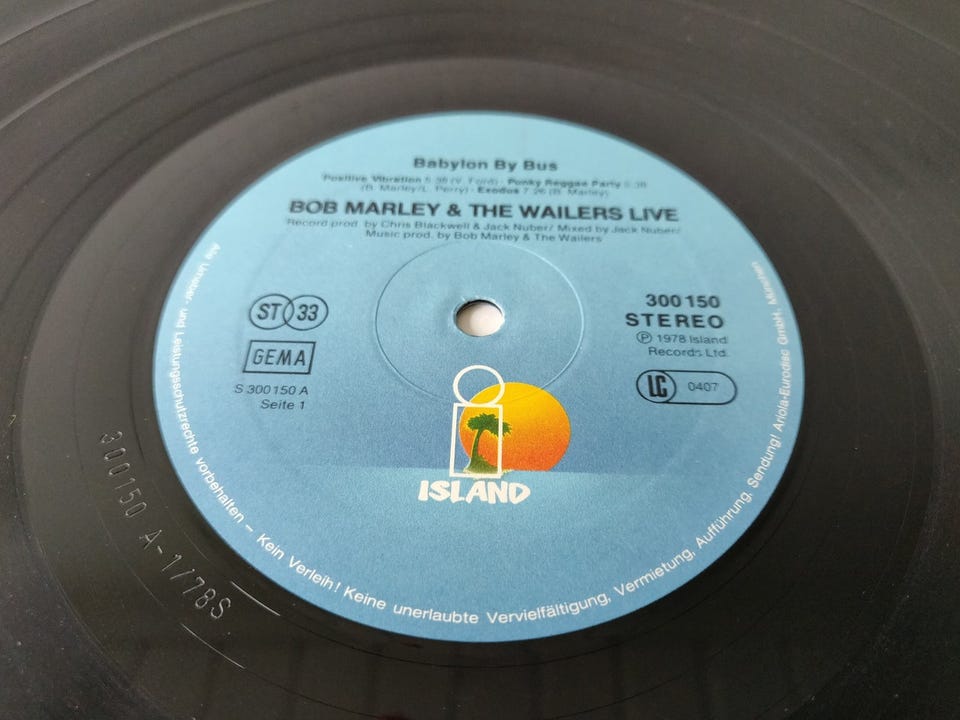 Babylon By Bus
Positive Vibration 5:38 (V. Ford) · Punky Reggae Party 5:38
(B. Marley/L. Perry) · Exodus 7:26 (B. Marley)
BOB MARLEY & THE WAILERS LIVE
Record prod. by Chris Blackwell & Jack Nuber/ Mixed by Jack Nuber/
Music prod. by Bob Marley & The Wailers
ST 33
GEMA
S 300150 A
Seite 1
300 150
STEREO
Ⓟ 1978 Island
Records Ltd.
LC 0407
ISLAND
Alle Urheber- und Leistungsschutzrechte vorbehalten – Kein Verleih! Keine unerlaubte Vervielfältigung, Vermietung, Aufführung, Sendung! Ariola-Eurodisc GmbH, München
300150 A-1/78S